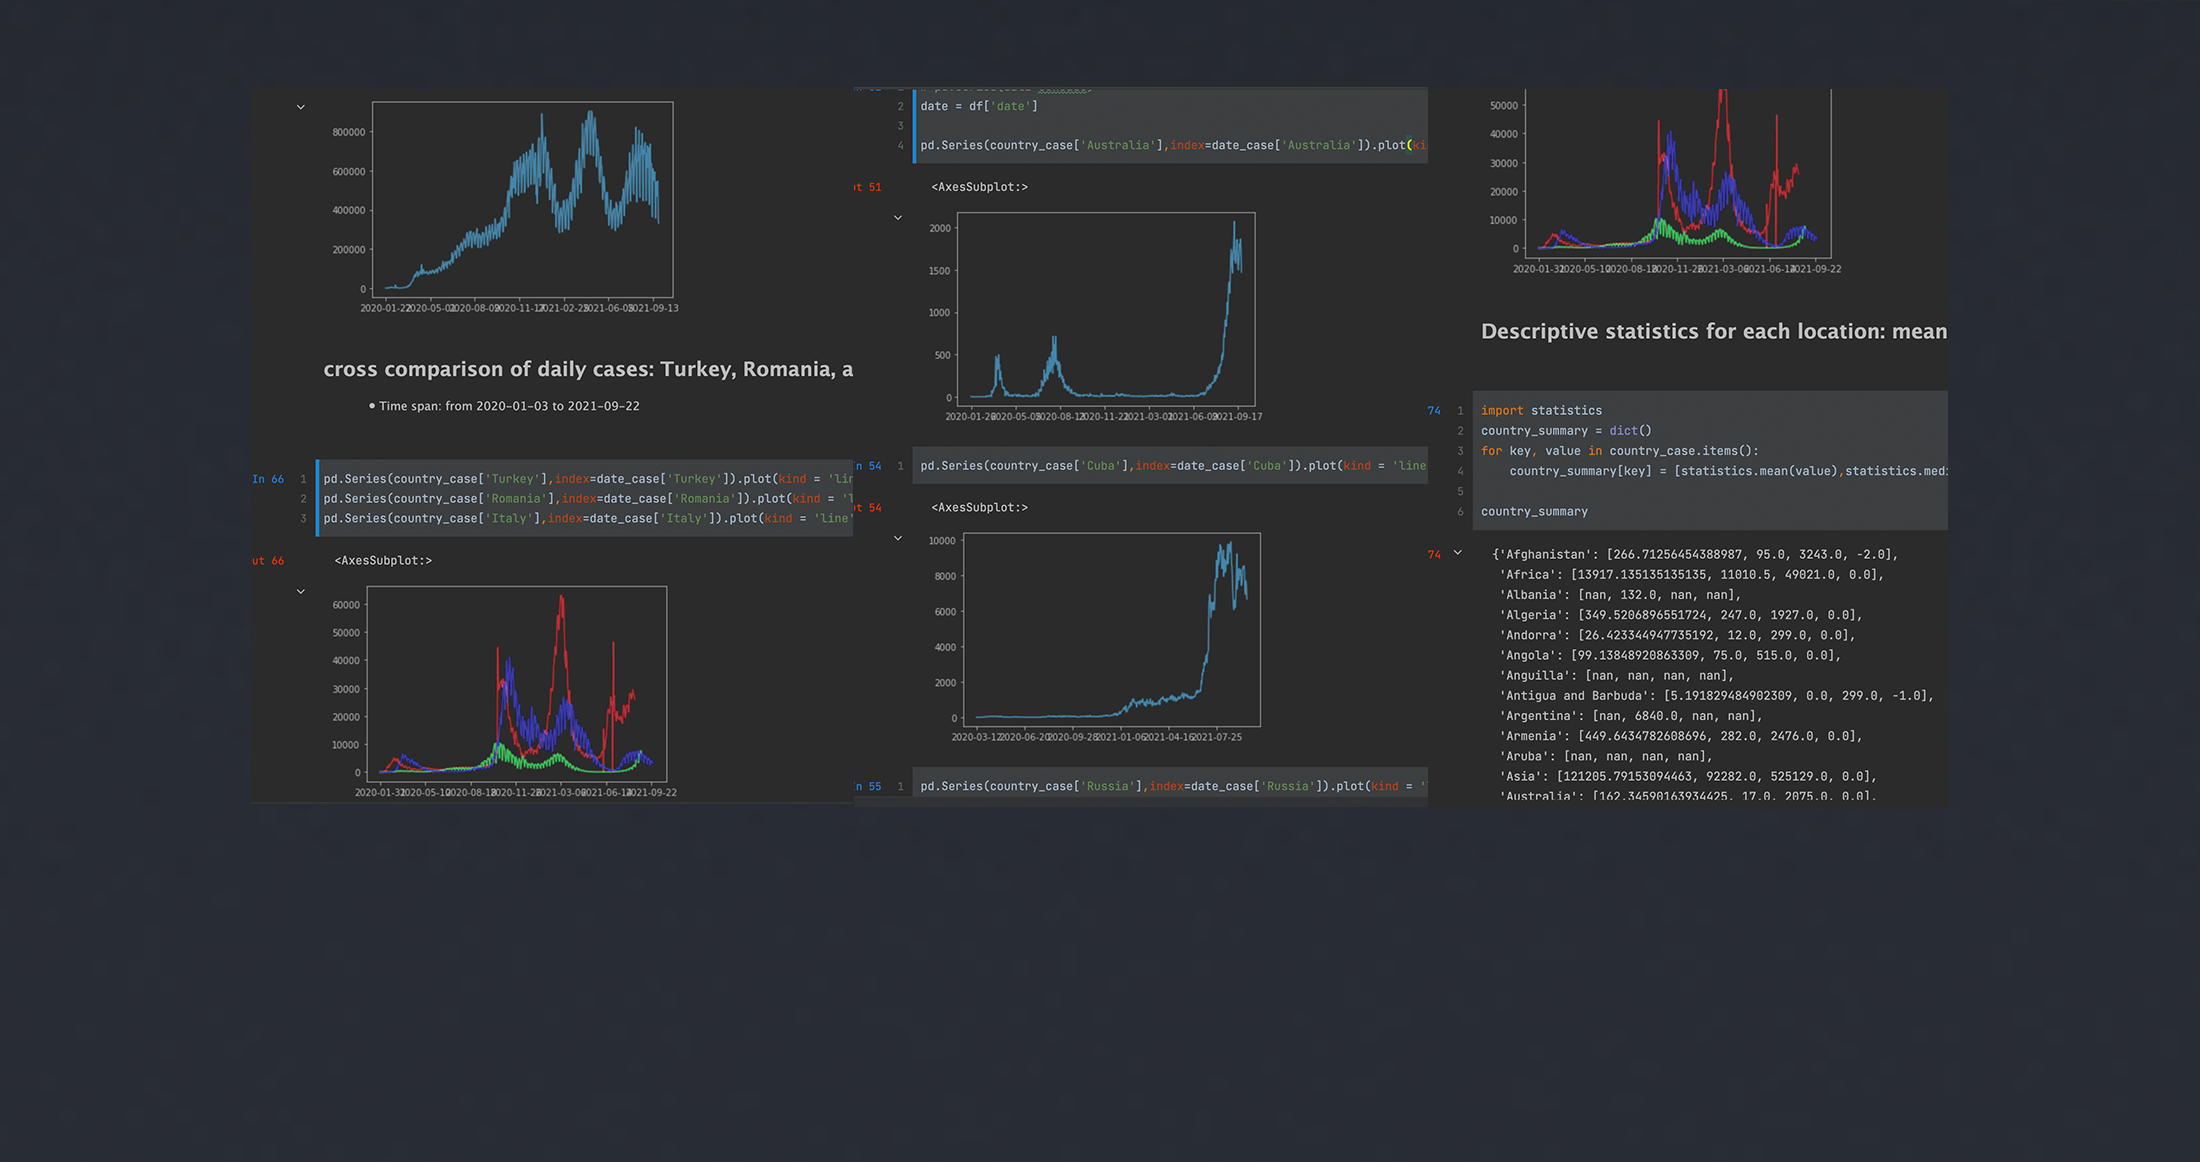 800000
600000
400000
200000
0
2020-01-22 2020-05-01 2020-08-09 2020-11-17 2021-02-25 2021-06-05 2021-09-13
cross comparison of daily cases: Turkey, Romania, a
• Time span: from 2020-01-03 to 2021-09-22
In 66
1 pd.Series(country_case['Turkey'],index=date_case['Turkey']).plot(kind = 'lin
2 pd.Series(country_case['Romania'],index=date_case['Romania']).plot(kind = 'l
3 pd.Series(country_case['Italy'],index=date_case['Italy']).plot(kind = 'line'
ut 66
<AxesSubplot:>
60000
50000
40000
30000
20000
10000
0
2020-01-31 2020-05-10 2020-08-18 2020-11-26 2021-03-06 2021-06-14 2021-09-22
2 date = df['date']
3
4 pd.Series(country_case['Australia'],index=date_case['Australia']).plot(ki
ut 51
<AxesSubplot:>
2000
1500
1000
500
0
2020-01-26 2020-05-05 2020-08-13 2020-11-21 2021-03-01 2021-06-09 2021-09-17
n 54
1 pd.Series(country_case['Cuba'],index=date_case['Cuba']).plot(kind = 'line
ut 54
<AxesSubplot:>
10000
8000
6000
4000
2000
0
2020-03-12 2020-06-20 2020-09-28 2021-01-06 2021-04-16 2021-07-25
n 55
1 pd.Series(country_case['Russia'],index=date_case['Russia']).plot(kind = '
50000
40000
30000
20000
10000
0
2020-01-31 2020-05-10 2020-08-18 2020-11-26 2021-03-06 2021-06-14 2021-09-22
Descriptive statistics for each location: mean
74
1 import statistics
2 country_summary = dict()
3 for key, value in country_case.items():
4 country_summary[key] = [statistics.mean(value),statistics.medi
5
6 country_summary
74
{'Afghanistan': [266.71256454388987, 95.0, 3243.0, -2.0],
'Africa': [13917.135135135135, 11010.5, 49021.0, 0.0],
'Albania': [nan, 132.0, nan, nan],
'Algeria': [349.5206896551724, 247.0, 1927.0, 0.0],
'Andorra': [26.423344947735192, 12.0, 299.0, 0.0],
'Angola': [99.13848920863309, 75.0, 515.0, 0.0],
'Anguilla': [nan, nan, nan, nan],
'Antigua and Barbuda': [5.191829484902309, 0.0, 299.0, -1.0],
'Argentina': [nan, 6840.0, nan, nan],
'Armenia': [449.6434782608696, 282.0, 2476.0, 0.0],
'Aruba': [nan, nan, nan, nan],
'Asia': [121205.79153094463, 92282.0, 525129.0, 0.0],
'Australia': [162.34590163934425, 17.0, 2075.0, 0.0],